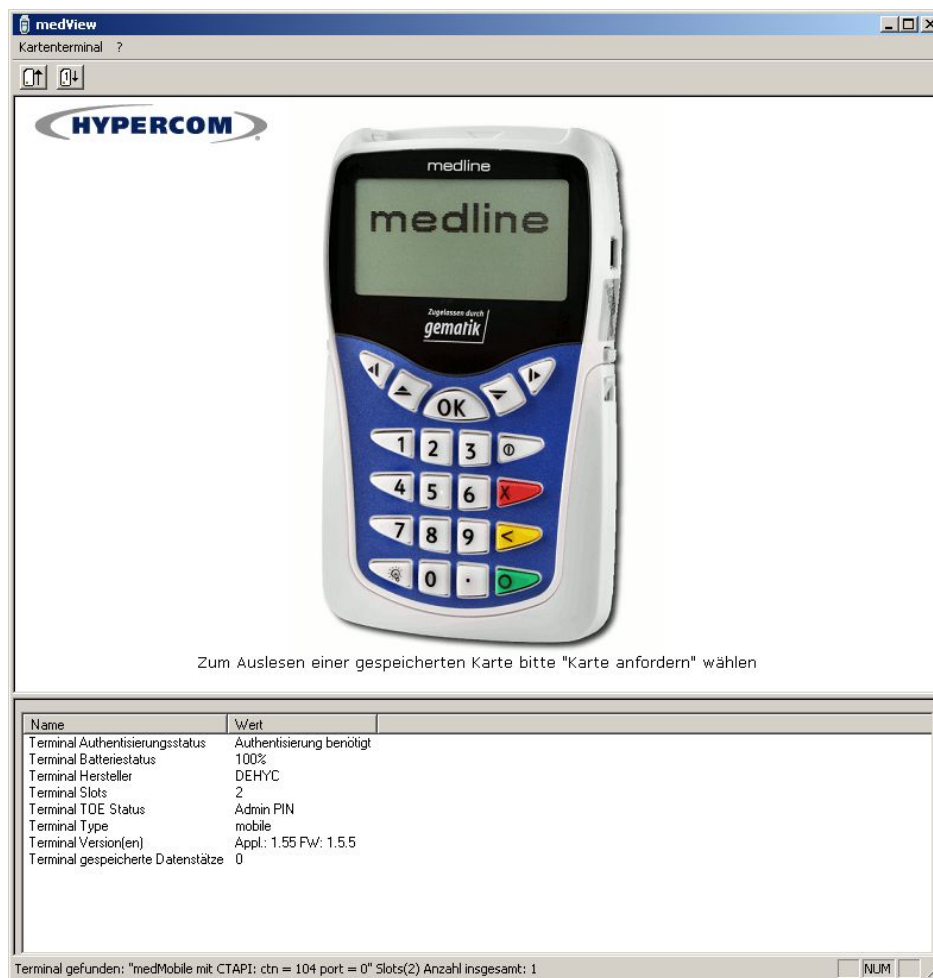 medView
Kartenterminal ?
HYPERCOM
medline
medline
Zugelassen durch
gematik
OK
1 2 3
4 5 6 X
7 8 9 <
0 . O
Zum Auslesen einer gespeicherten Karte bitte "Karte anfordern" wählen
Name Wert
Terminal Authentisierungsstatus Authentisierung benötigt
Terminal Batteriestatus 100%
Terminal Hersteller DEHYC
Terminal Slots 2
Terminal TOE Status Admin PIN
Terminal Type mobile
Terminal Version(en) Appl.: 1.55 FW: 1.5.5
Terminal gespeicherte Datenstätze 0
Terminal gefunden: "medMobile mit CTAPI: ctn = 104 port = 0" Slots(2) Anzahl insgesamt: 1 NUM